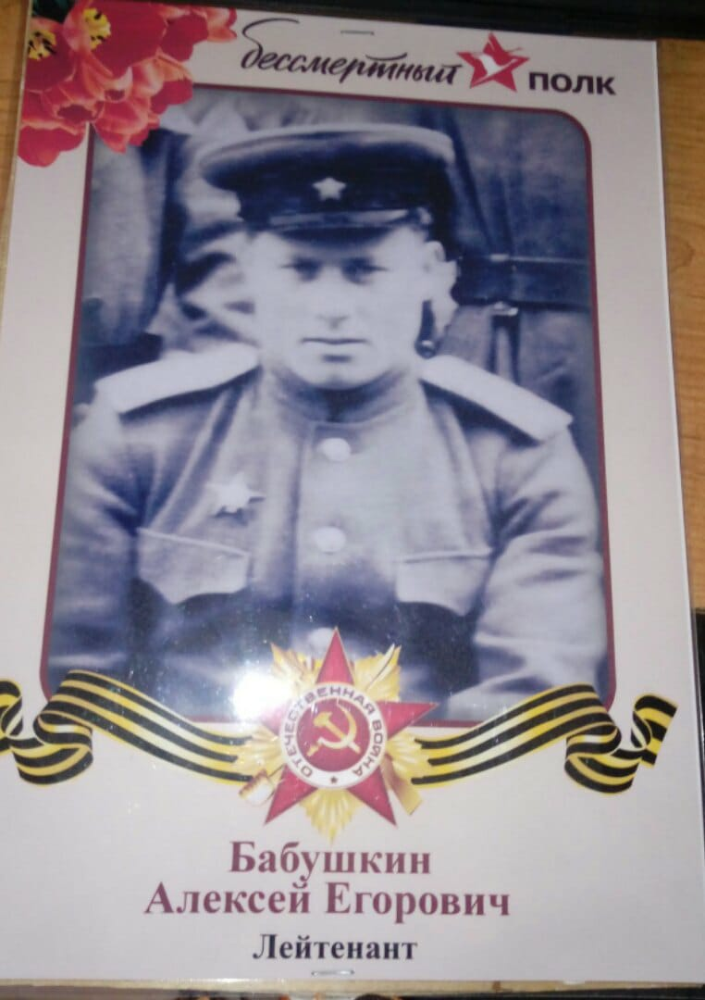 бессмертный полк
ОТЕЧЕСТВЕННАЯ ВОЙНА
Бабушкин
Алексей Егорович
Лейтенант